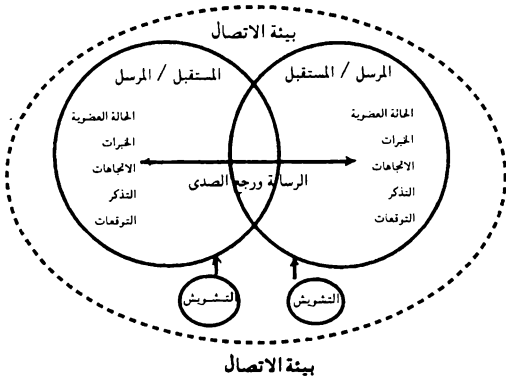 بيئة الاتصال
المرسل / المستقبل
المستقبل / المرسل
الحالة العضوية
الخبرات
الاتجاهات
التذكر
التوقعات
الحالة العضوية
الخبرات
الاتجاهات
التذكر
التوقعات
الرسالة ورجع الصدى
التشويش
التشويش
بيئة الاتصال